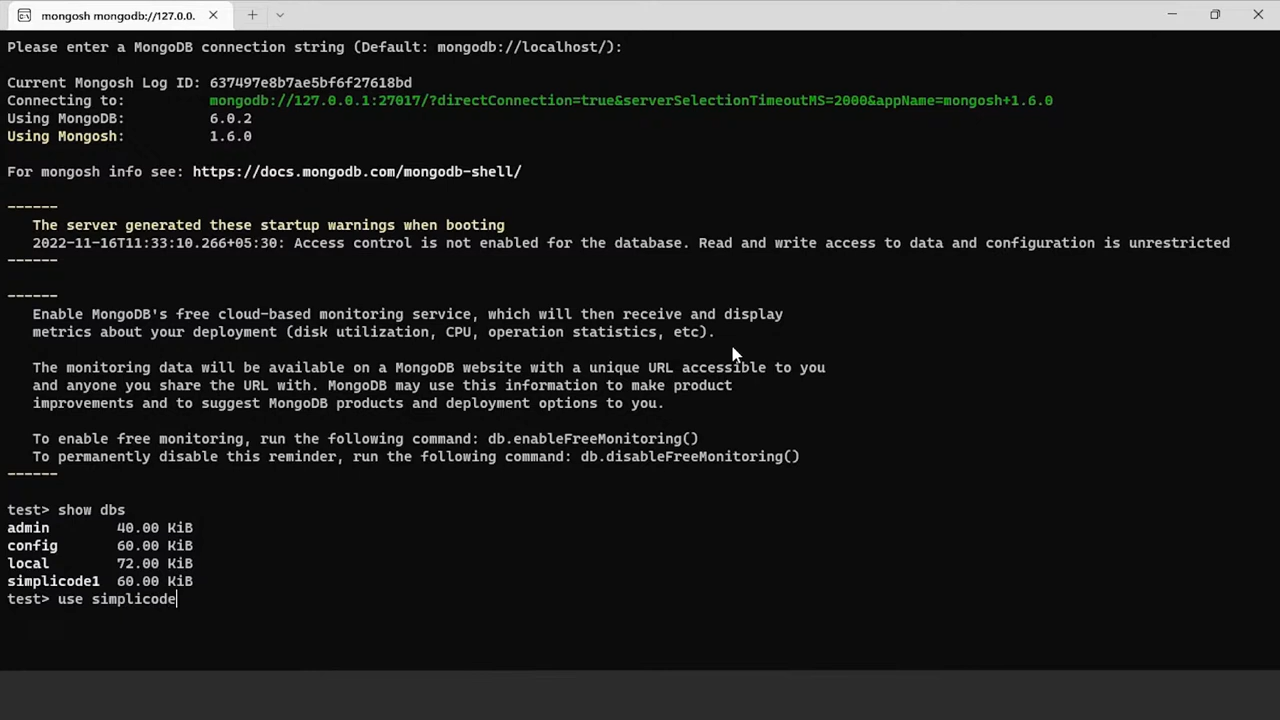 mongosh mongodb://127.0.0.
Please enter a MongoDB connection string (Default: mongodb://localhost/):
Current Mongosh Log ID: 637497e8b7ae5bf6f27618bd
Connecting to: mongodb://127.0.0.1:27017/?directConnection=true&serverSelectionTimeoutMS=2000&appName=mongosh+1.6.0
Using MongoDB: 6.0.2
Using Mongosh: 1.6.0
For mongosh info see: https://docs.mongodb.com/mongodb-shell/
------
The server generated these startup warnings when booting
2022-11-16T11:33:10.266+05:30: Access control is not enabled for the database. Read and write access to data and configuration is unrestricted
------
------
Enable MongoDB's free cloud-based monitoring service, which will then receive and display
metrics about your deployment (disk utilization, CPU, operation statistics, etc).
The monitoring data will be available on a MongoDB website with a unique URL accessible to you
and anyone you share the URL with. MongoDB may use this information to make product
improvements and to suggest MongoDB products and deployment options to you.
To enable free monitoring, run the following command: db.enableFreeMonitoring()
To permanently disable this reminder, run the following command: db.disableFreeMonitoring()
------
test> show dbs
admin 40.00 KiB
config 60.00 KiB
local 72.00 KiB
simplicode1 60.00 KiB
test> use simplicode